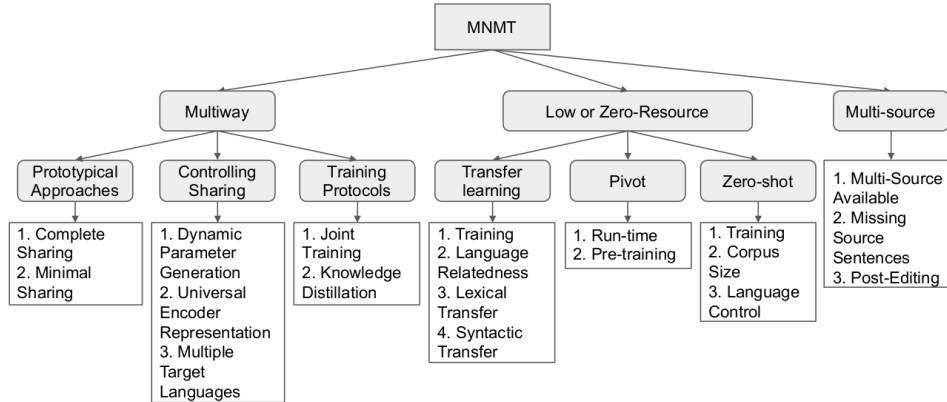 MNMT
Multiway
Low or Zero-Resource
Multi-source
Prototypical
Approaches
Controlling
Sharing
Training
Protocols
Transfer
learning
Pivot
Zero-shot
1. Complete
Sharing
2. Minimal
Sharing
1. Dynamic
Parameter
Generation
2. Universal
Encoder
Representation
3. Multiple
Target
Languages
1. Joint
Training
2. Knowledge
Distillation
1. Training
2. Language
Relatedness
3. Lexical
Transfer
4. Syntactic
Transfer
1. Run-time
2. Pre-training
1. Training
2. Corpus
Size
3. Language
Control
1. Multi-Source
Available
2. Missing
Source
Sentences
3. Post-Editing